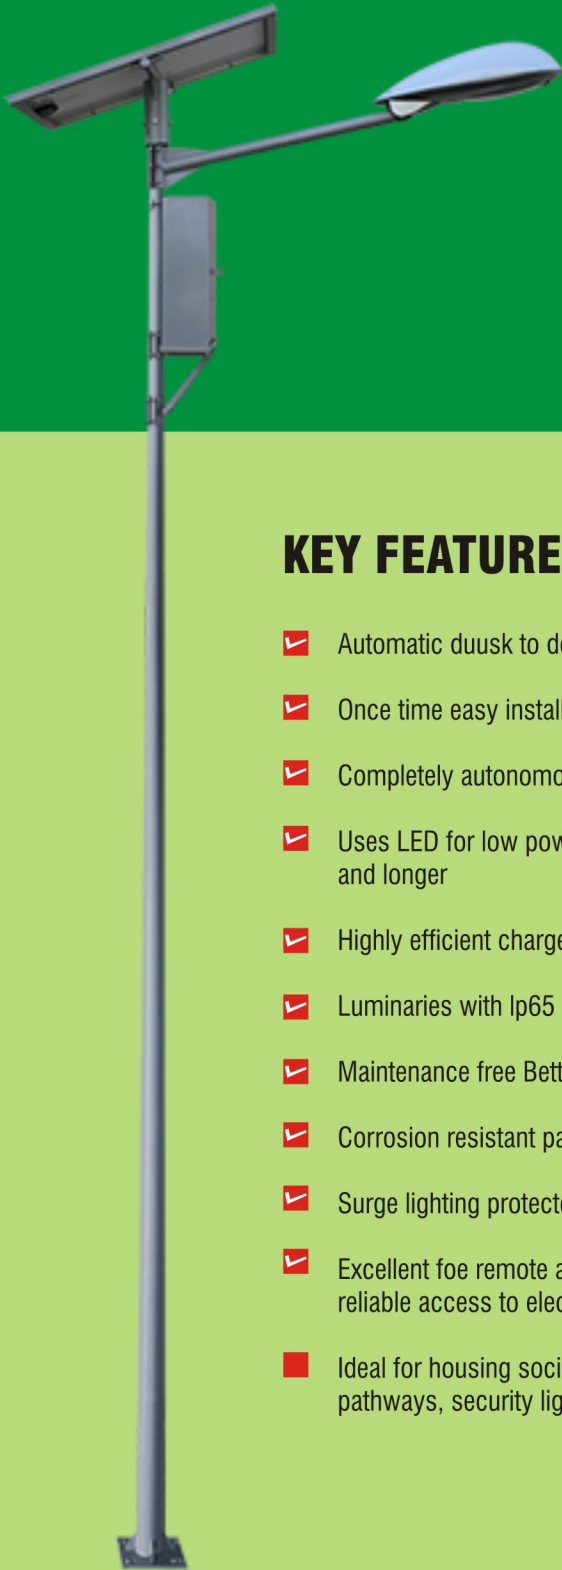 KEY FEATURE
Automatic duusk to d
Once time easy install
Completely autonomo
Uses LED for low pow
and longer
Highly efficient charge
Luminaries with Ip65
Maintenance free Bett
Corrosion resistant pa
Surge lighting protect
Excellent foe remote a
reliable access to elec
Ideal for housing soci
pathways, security lig